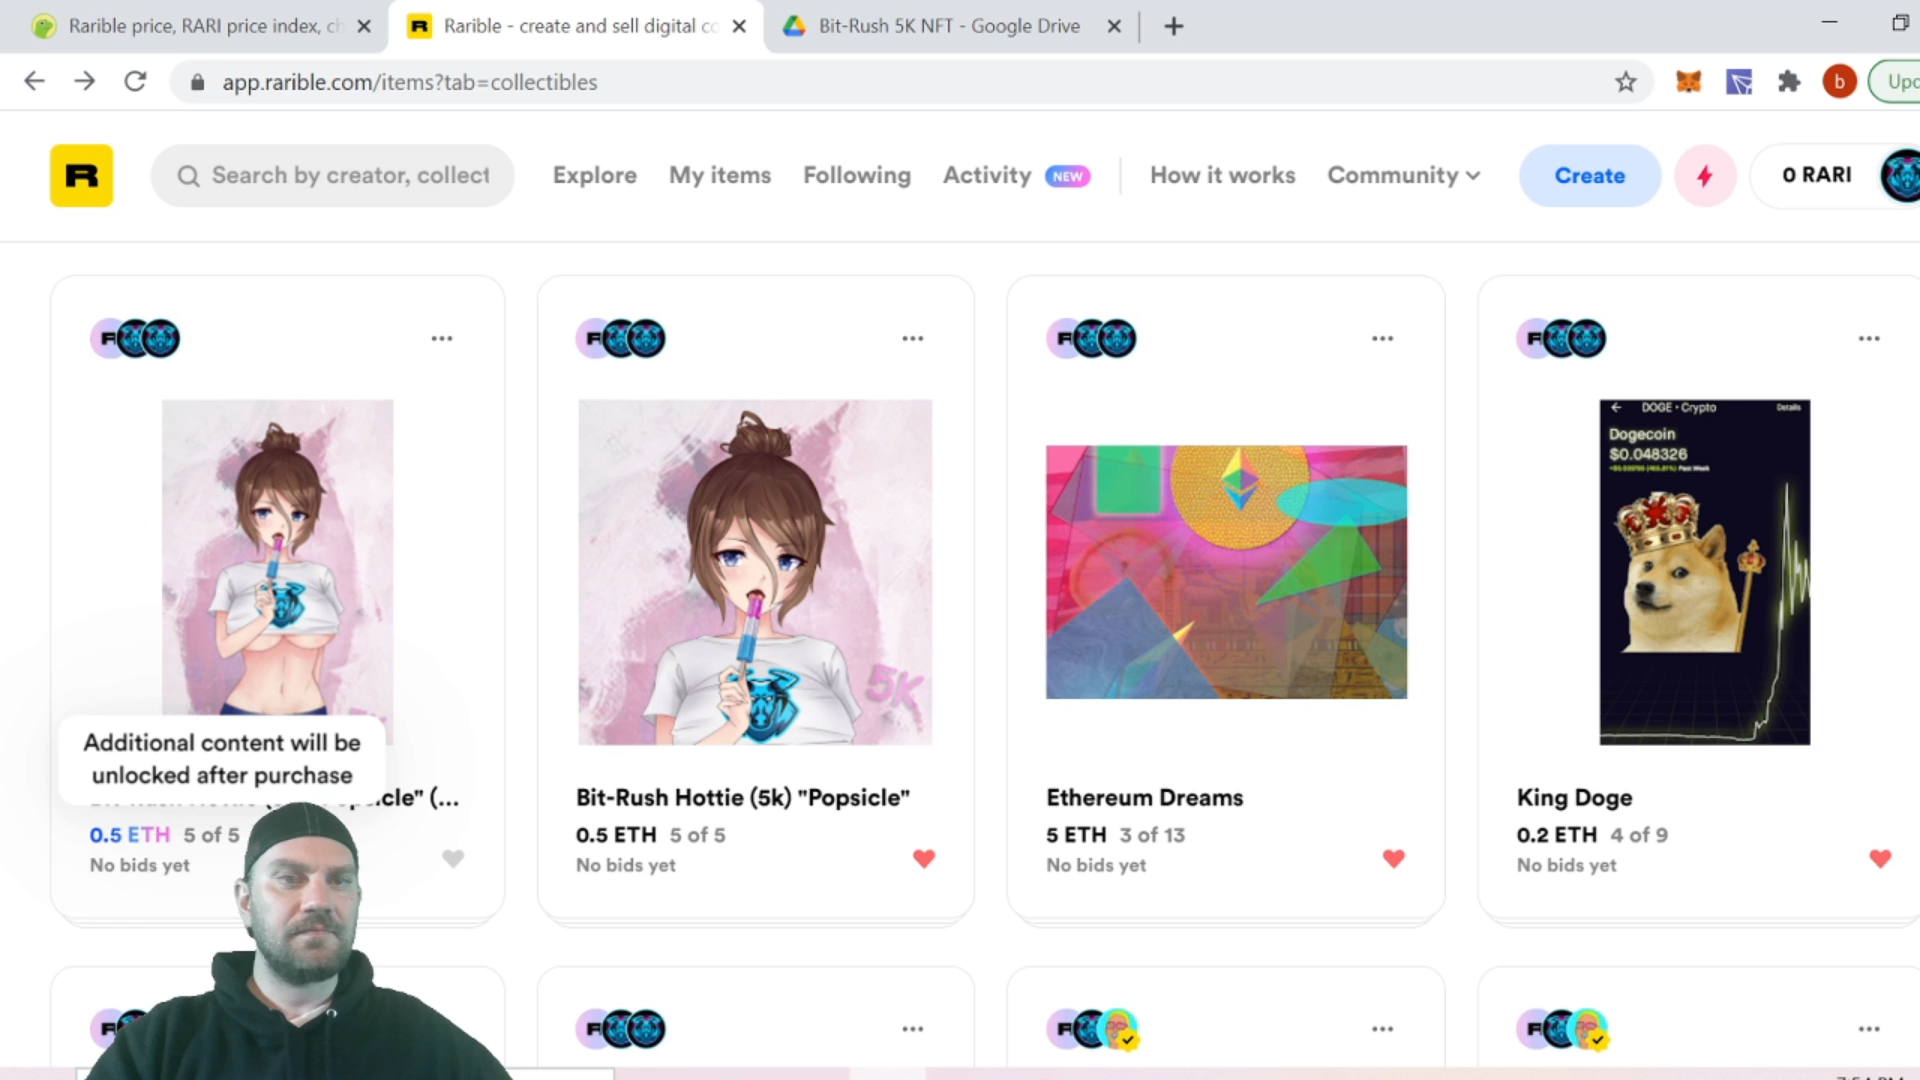 Rarible price, RARI price index, ch
Rarible - create and sell digital co
Bit-Rush 5K NFT - Google Drive
app.rarible.com/items?tab=collectibles
b
Upd
R
Search by creator, collect
Explore
My items
Following
Activity
NEW
How it works
Community
Create
0 RARI
DOGE • Crypto
Details
Dogecoin
$0.048326
Past Week
5K
Additional content will be
unlocked after purchase
Bit-Rush Hottie (5k) "Popsicle"
Ethereum Dreams
King Doge
0.5 ETH 5 of 5
0.5 ETH 5 of 5
5 ETH 3 of 13
0.2 ETH 4 of 9
No bids yet
No bids yet
No bids yet
No bids yet